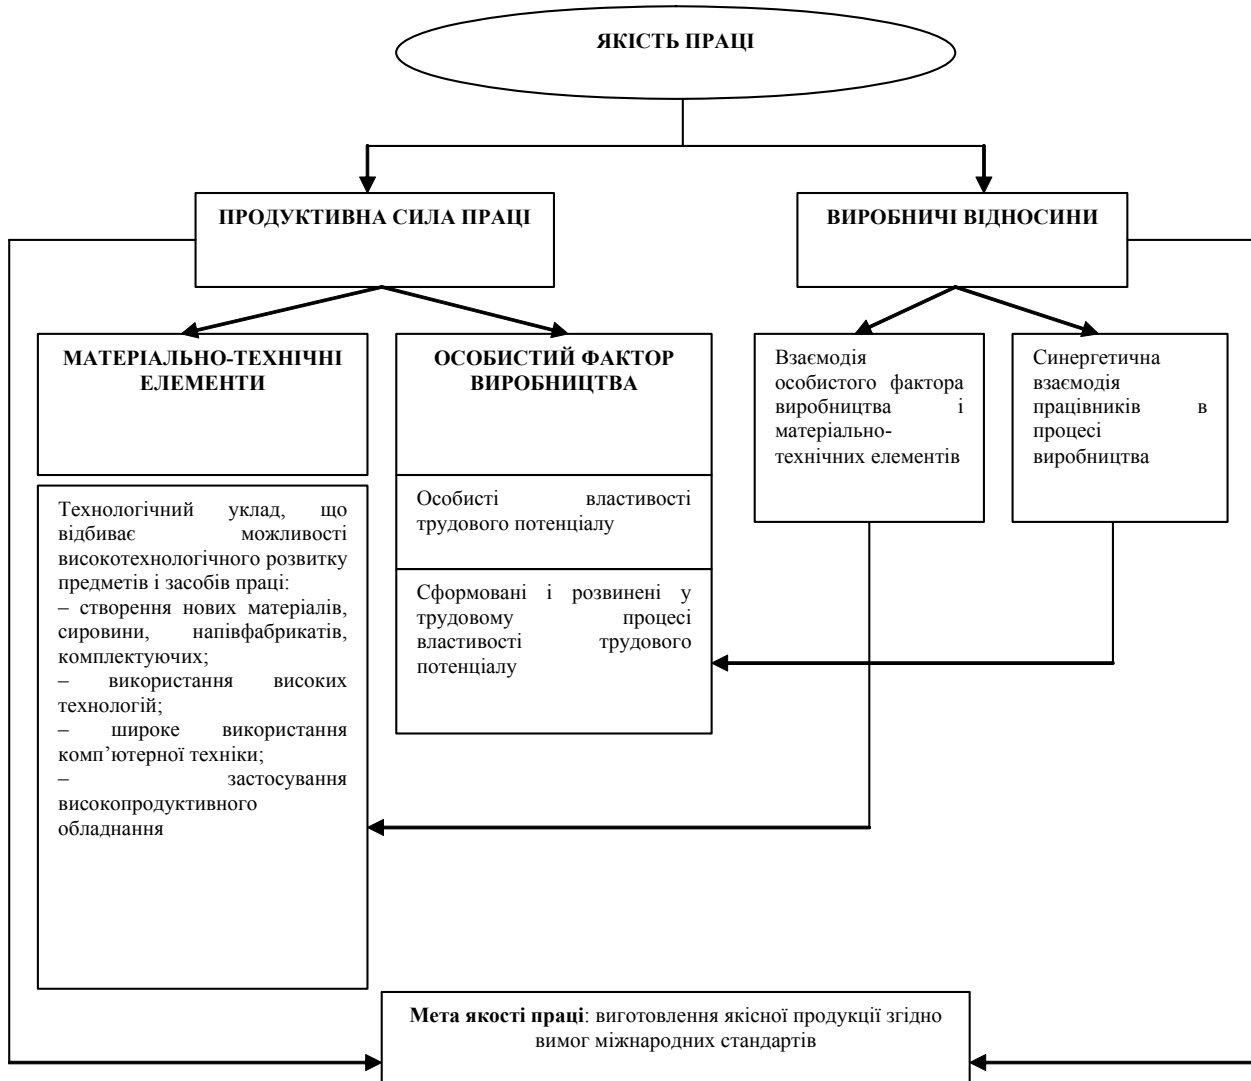 ЯКІСТЬ ПРАЦІ
ПРОДУКТИВНА СИЛА ПРАЦІ
ВИРОБНИЧІ ВІДНОСИНИ
МАТЕРІАЛЬНО-ТЕХНІЧНІ
ЕЛЕМЕНТИ
ОСОБИСТИЙ ФАКТОР
ВИРОБНИЦТВА
Взаємодія
особистого фактора
виробництва і
матеріально-
технічних елементів
Синергетична
взаємодія
працівників в
процесі
виробництва
Технологічний уклад, що
відбиває можливості
високотехнологічного розвитку
предметів і засобів праці:
– створення нових матеріалів,
сировини, напівфабрикатів,
комплектуючих;
– використання високих
технологій;
– широке використання
комп’ютерної техніки;
– застосування
високопродуктивного
обладнання
Особисті властивості
трудового потенціалу
Сформовані і розвинені у
трудовому процесі
властивості трудового
потенціалу
Мета якості праці: виготовлення якісної продукції згідно
вимог міжнародних стандартів